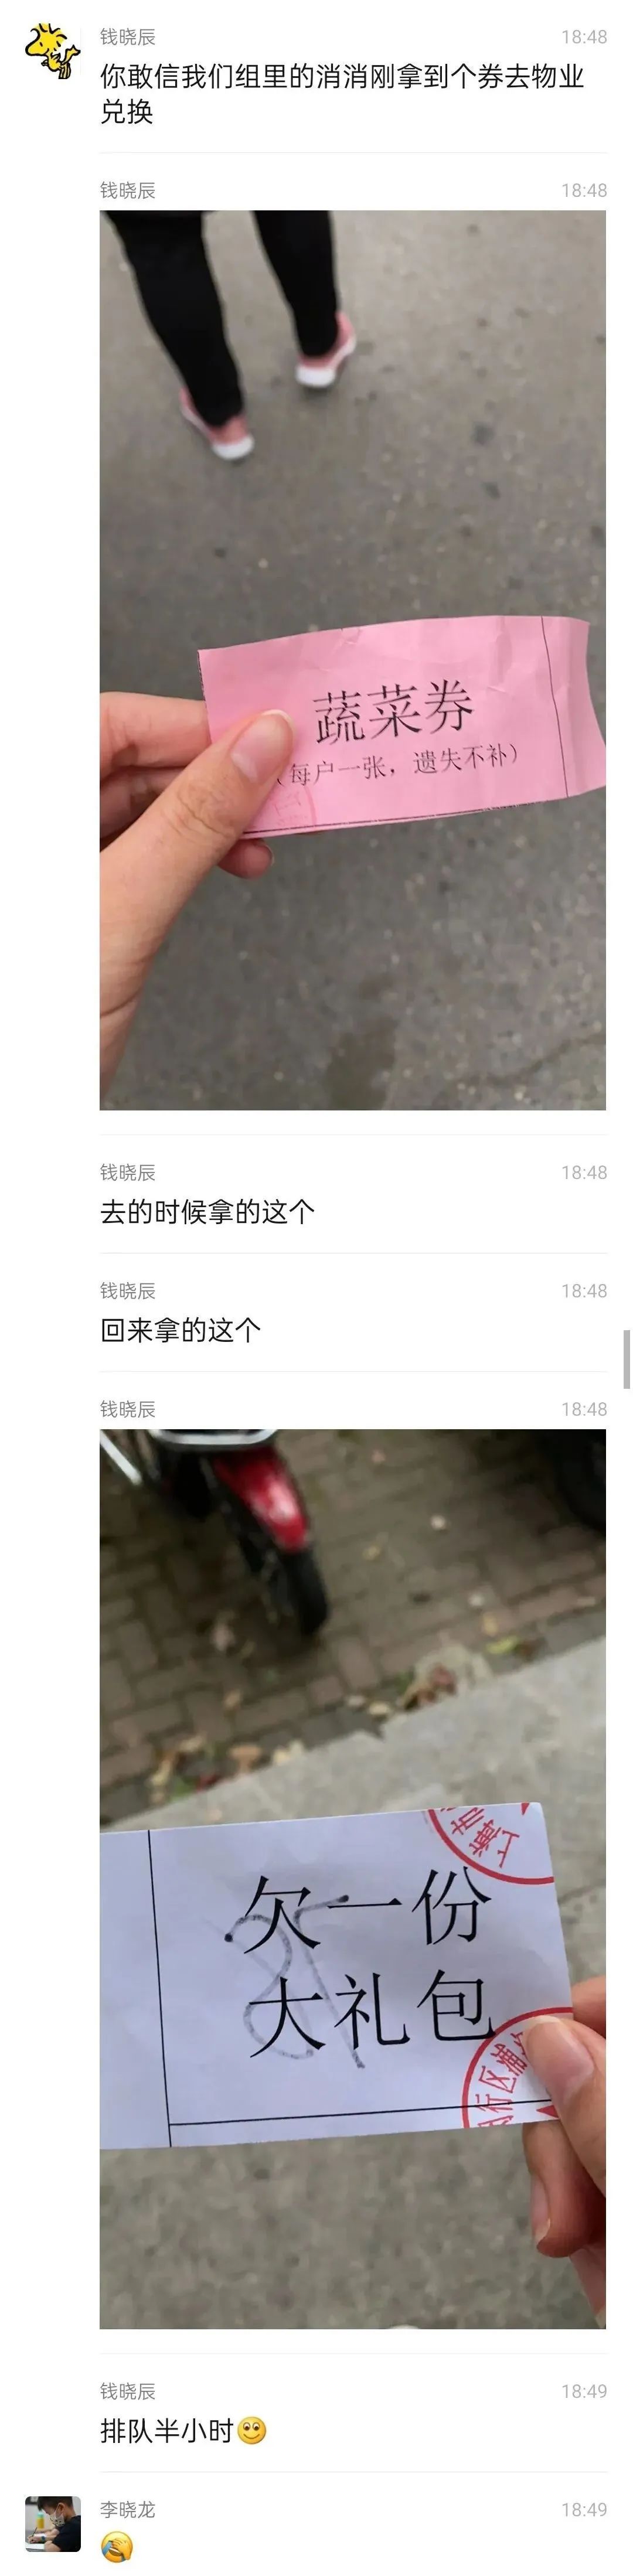 钱晓辰 18:48
你敢信我们组里的消消刚拿到个券去物业
兑换
钱晓辰 18:48
蔬菜券
（每户一张，遗失不补）
钱晓辰 18:48
去的时候拿的这个
钱晓辰 18:48
回来拿的这个
钱晓辰 18:48
上海市
欠一份
大礼包
行区浦
钱晓辰 18:49
排队半小时
李晓龙 18:49